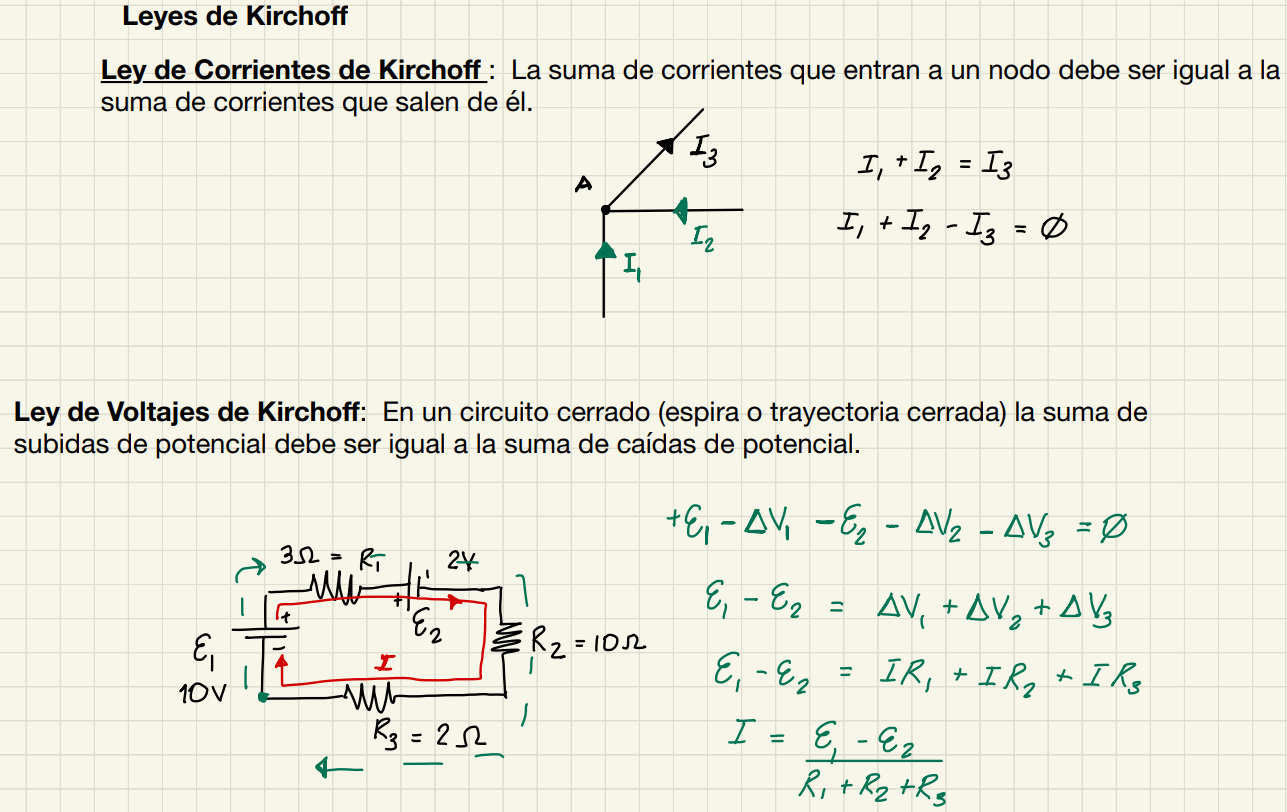 Leyes de Kirchoff
Ley de Corrientes de Kirchoff : La suma de corrientes que entran a un nodo debe ser igual a la
suma de corrientes que salen de él.
A
I₃
I₂
I₁
I₁ + I₂ = I₃
I₁ + I₂ - I₃ = ∅
Ley de Voltajes de Kirchoff: En un circuito cerrado (espira o trayectoria cerrada) la suma de
subidas de potencial debe ser igual a la suma de caídas de potencial.
3Ω = R₁
2V
+
-
ℰ₁
10V
+
ℰ₂
I
R₂ = 10Ω
R₃ = 2Ω
+ℰ₁ - ΔV₁ - ℰ₂ - ΔV₂ - ΔV₃ = ∅
ℰ₁ - ℰ₂ = ΔV₁ + ΔV₂ + ΔV₃
ℰ₁ - ℰ₂ = IR₁ + IR₂ + IR₃
I = ℰ₁ - ℰ₂
R₁ + R₂ + R₃